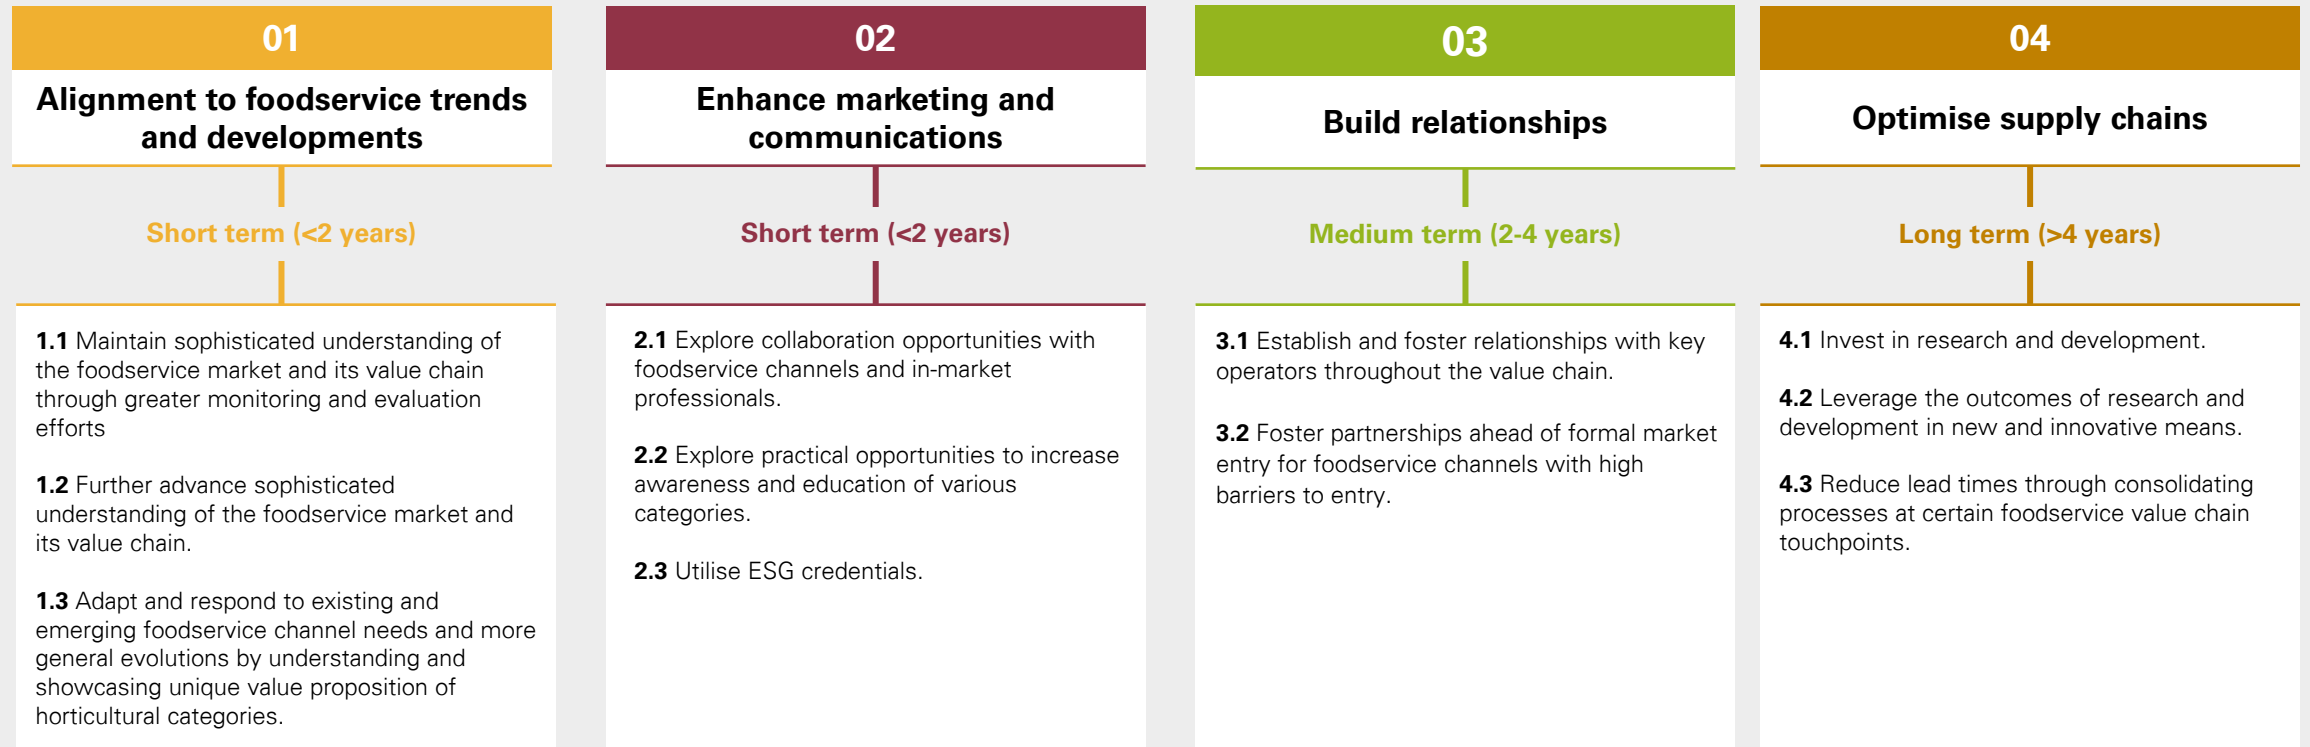 01
Alignment to foodservice trends
and developments
Short term (<2 years)
1.1 Maintain sophisticated understanding of
the foodservice market and its value chain
through greater monitoring and evaluation
efforts
1.2 Further advance sophisticated
understanding of the foodservice market and
its value chain.
1.3 Adapt and respond to existing and
emerging foodservice channel needs and more
general evolutions by understanding and
showcasing unique value proposition of
horticultural categories.
02
Enhance marketing and
communications
Short term (<2 years)
2.1 Explore collaboration opportunities with
foodservice channels and in-market
professionals.
2.2 Explore practical opportunities to increase
awareness and education of various
categories.
2.3 Utilise ESG credentials.
03
Build relationships
Medium term (2-4 years)
3.1 Establish and foster relationships with key
operators throughout the value chain.
3.2 Foster partnerships ahead of formal market
entry for foodservice channels with high
barriers to entry.
04
Optimise supply chains
Long term (>4 years)
4.1 Invest in research and development.
4.2 Leverage the outcomes of research and
development in new and innovative means.
4.3 Reduce lead times through consolidating
processes at certain foodservice value chain
touchpoints.